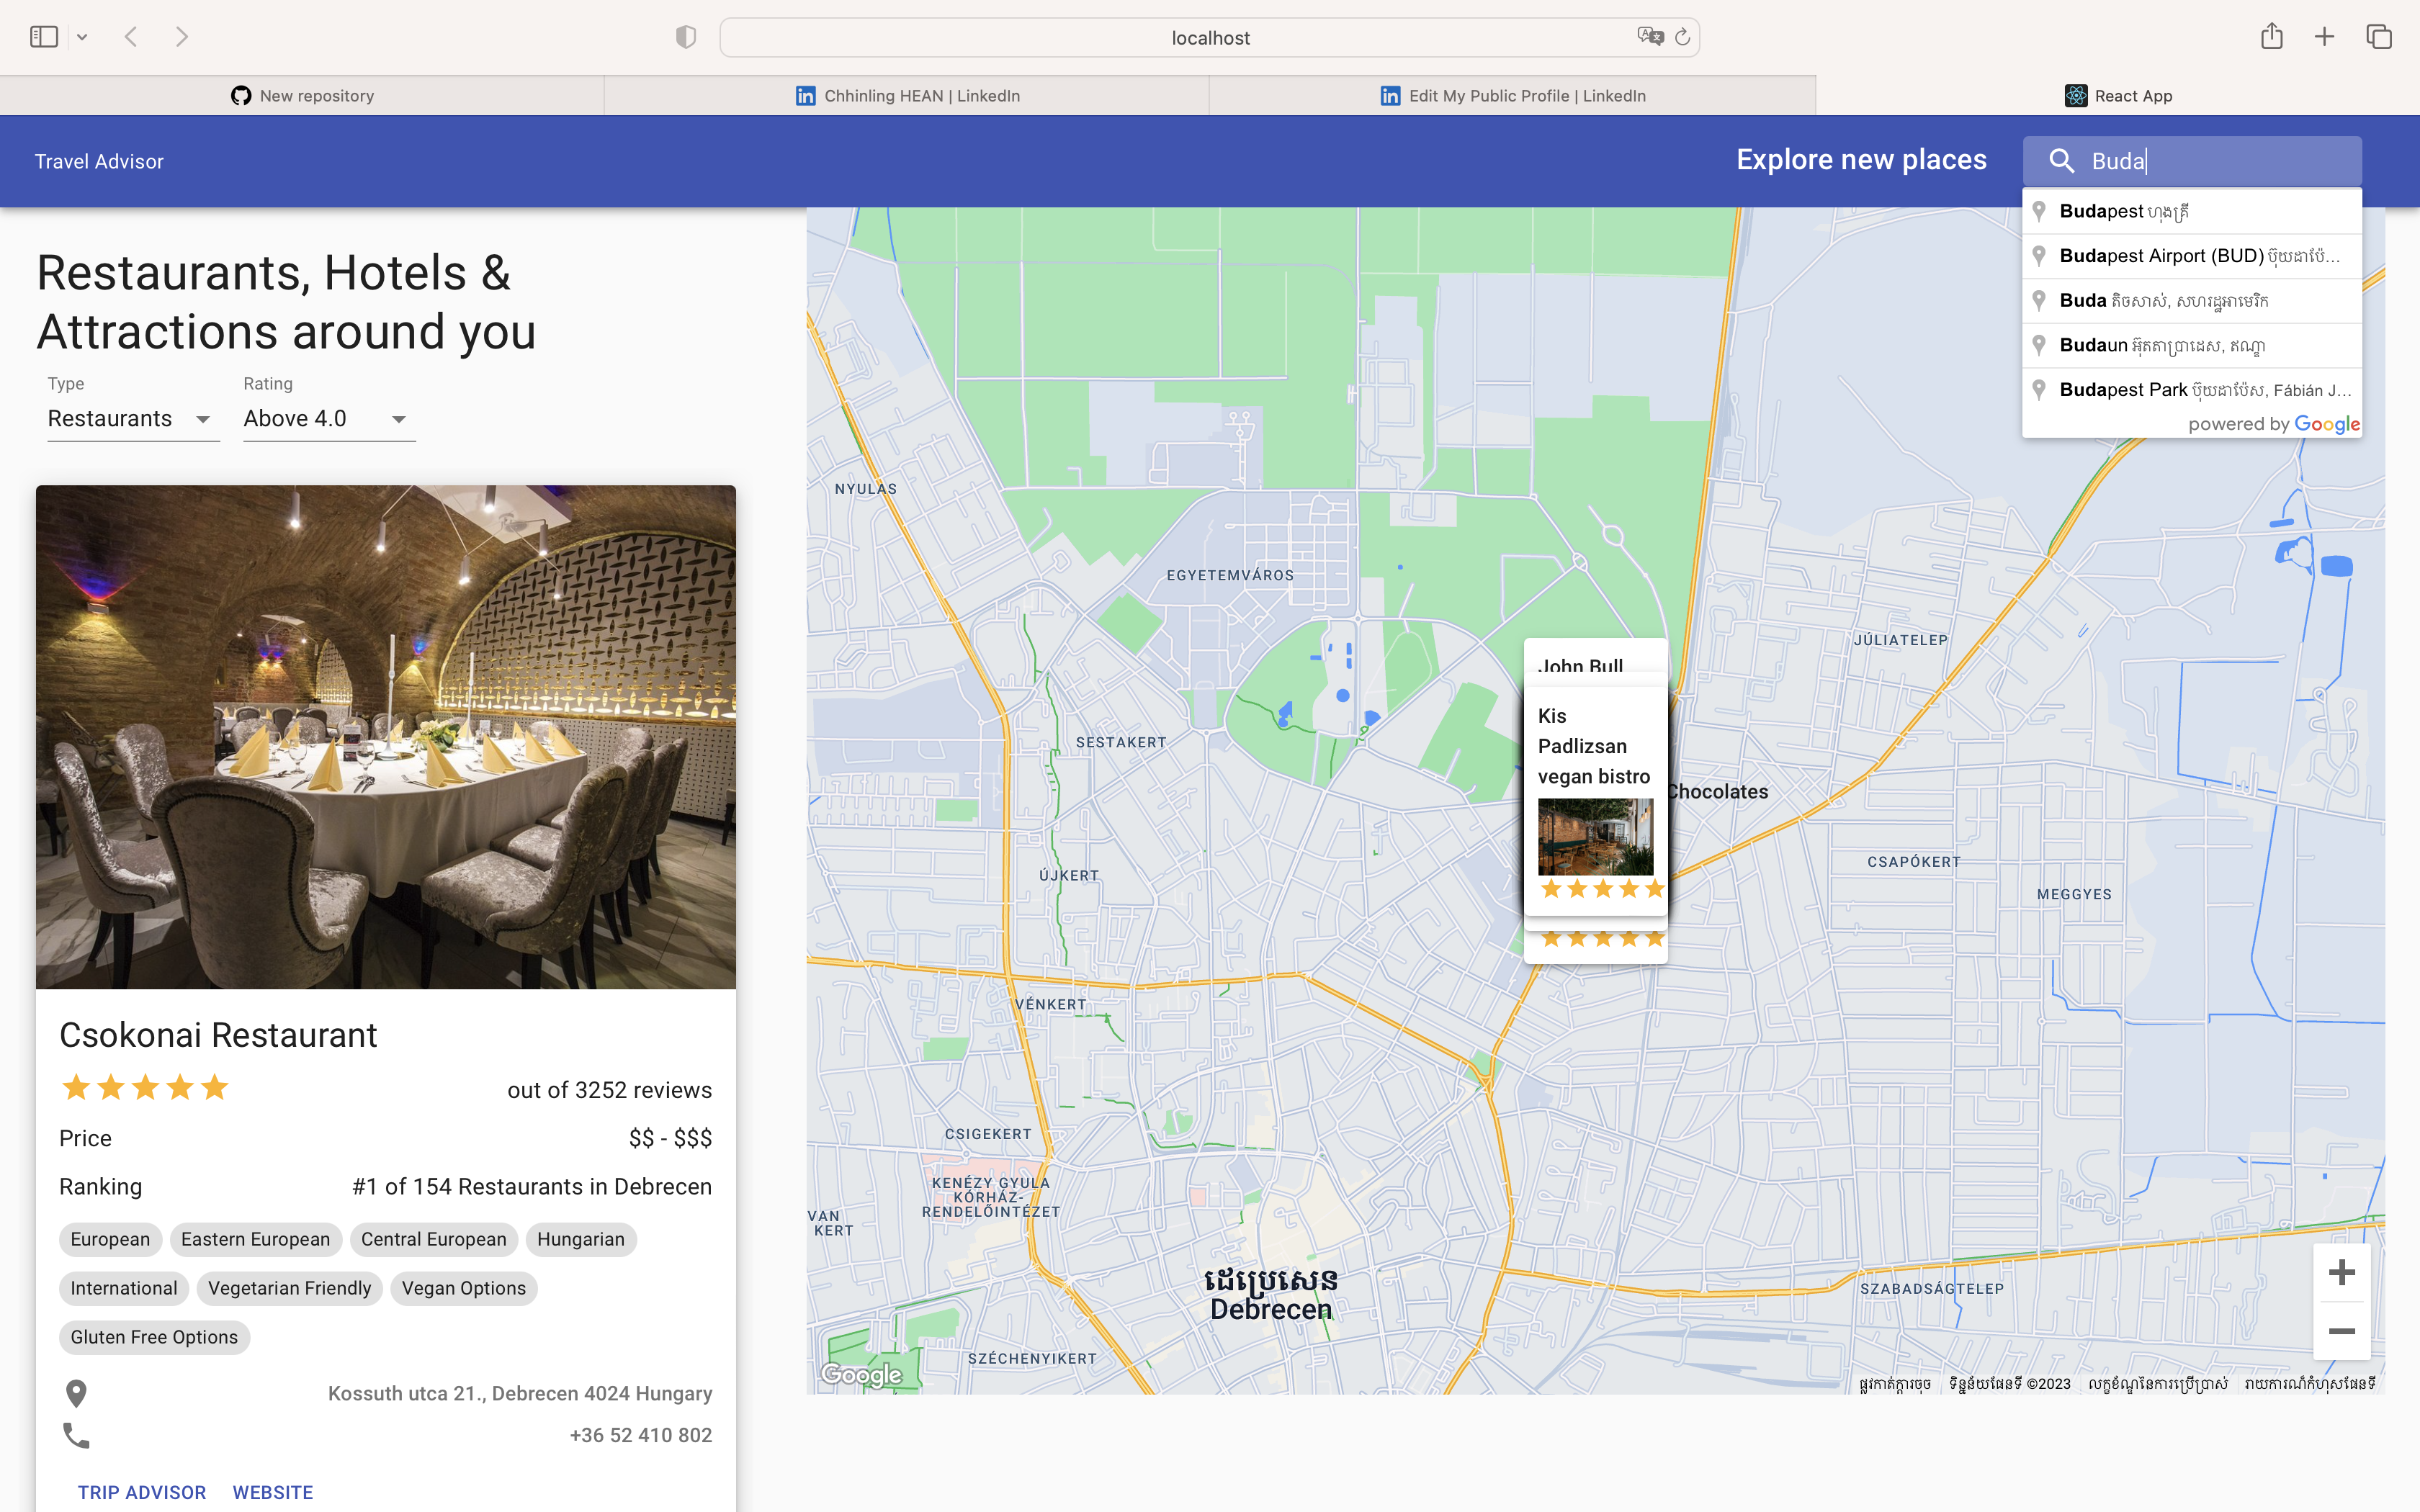 localhost
New repository
Chhinling HEAN | LinkedIn
Edit My Public Profile | LinkedIn
React App
Travel Advisor
Explore new places
Buda
Budapest ហុងគ្រី
Budapest Airport (BUD) ប៊ុយដាប៉ែ...
Buda តិចសាស់, សហរដ្ឋអាមេរិក
Budaun អ៊ុតតាប្រាដេស, ឥណ្ឌា
Budapest Park ប៊ុយដាប៉ែស, Fábián J...
powered by Google
Restaurants, Hotels &
Attractions around you
Type
Rating
Restaurants
Above 4.0
Csokonai Restaurant
out of 3252 reviews
Price
$$ - $$$
Ranking
#1 of 154 Restaurants in Debrecen
European
Eastern European
Central European
Hungarian
International
Vegetarian Friendly
Vegan Options
Gluten Free Options
Kossuth utca 21., Debrecen 4024 Hungary
+36 52 410 802
TRIP ADVISOR
WEBSITE
NYULAS
EGYETEMVÁROS
JÚLIATELEP
John Bull
Kis
Padlizsan
vegan bistro
SESTAKERT
Chocolates
ÚJKERT
CSAPÓKERT
MEGGYES
VÉNKERT
CSIGEKERT
KENÉZY GYULA
KÓRHÁZ-
RENDELŐINTÉZET
VAN
KERT
ដេប្រេសេន
Debrecen
SZABADSÁGTELEP
SZÉCHENYIKERT
Google
ផ្លូវកាត់ក្ដារចុច
ទិន្នន័យផែនទី ©2023
លក្ខខ័ណ្ឌនៃការប្រើប្រាស់
រាយការណ៍កំហុសផែនទី